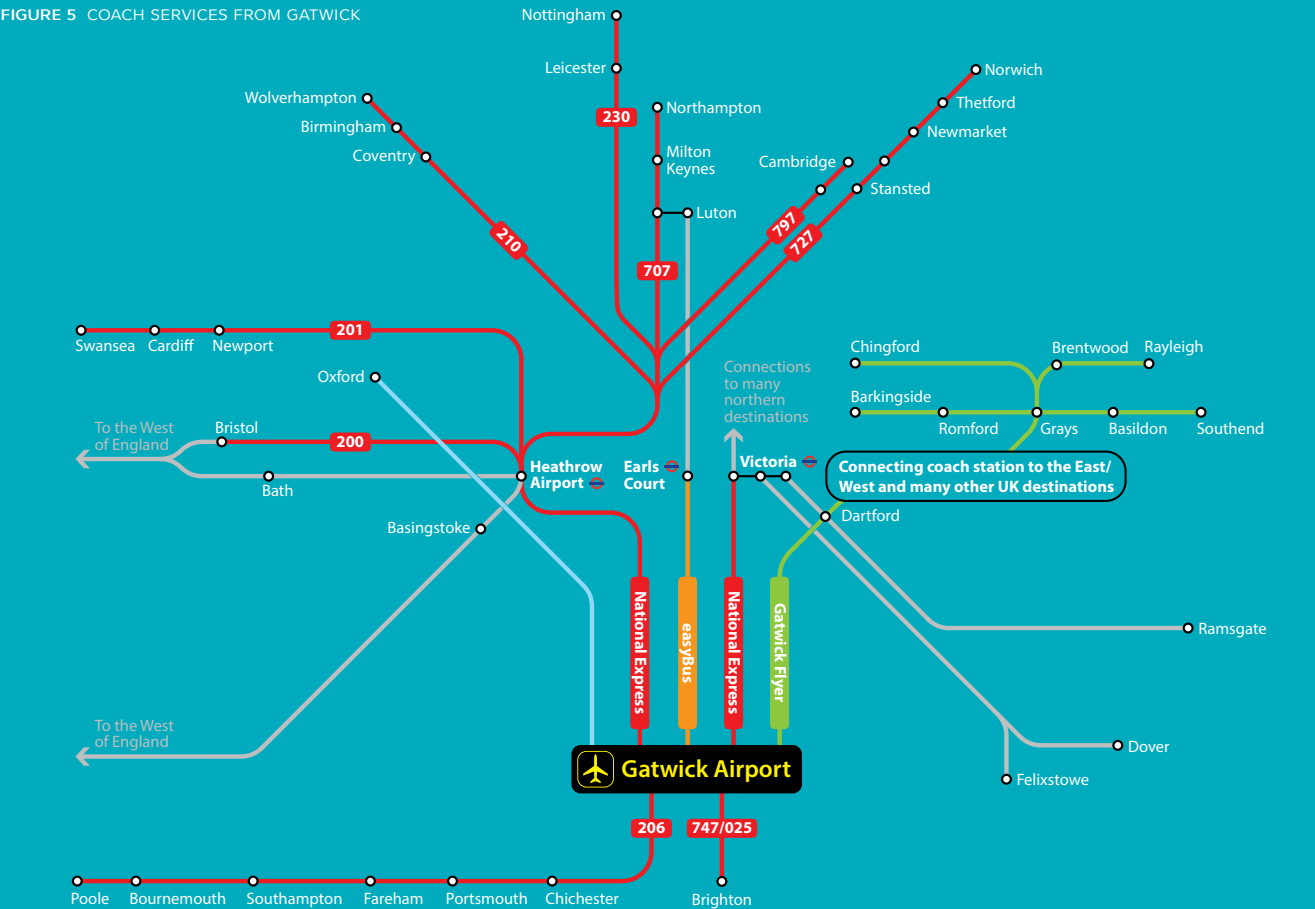 FIGURE 5 COACH SERVICES FROM GATWICK
Nottingham
Leicester
Norwich
Wolverhampton
Thetford
Northampton
230
Birmingham
Newmarket
Coventry
Milton
Keynes
Cambridge
Stansted
Luton
797
210
727
707
201
Swansea
Cardiff
Newport
Chingford
Brentwood
Rayleigh
Oxford
Connections
to many
northern
destinations
Barkingside
Romford
Grays
Basildon
Southend
To the West
of England
Bristol
200
Heathrow
Airport
Earls
Court
Victoria
Connecting coach station to the East/
West and many other UK destinations
Bath
Basingstoke
Dartford
National Express
easyBus
National Express
Gatwick Flyer
Ramsgate
To the West
of England
Dover
Gatwick Airport
Felixstowe
206
747/025
Poole
Bournemouth
Southampton
Fareham
Portsmouth
Chichester
Brighton